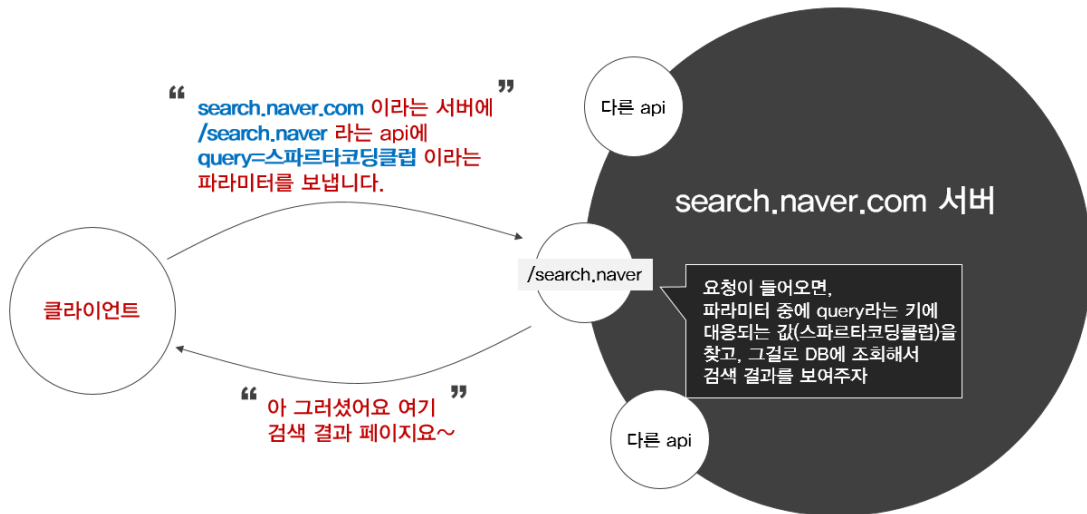 “ search.naver.com 이라는 서버에 ”
/search.naver 라는 api에
query=스파르타코딩클럽 이라는
파라미터를 보냅니다.
클라이언트
“ 아 그러셨어요 여기 ”
검색 결과 페이지요~
다른 api
search.naver.com 서버
/search.naver
요청이 들어오면,
파라미터 중에 query라는 키에
대응되는 값(스파르타코딩클럽)을
찾고, 그걸로 DB에 조회해서
검색 결과를 보여주자
다른 api